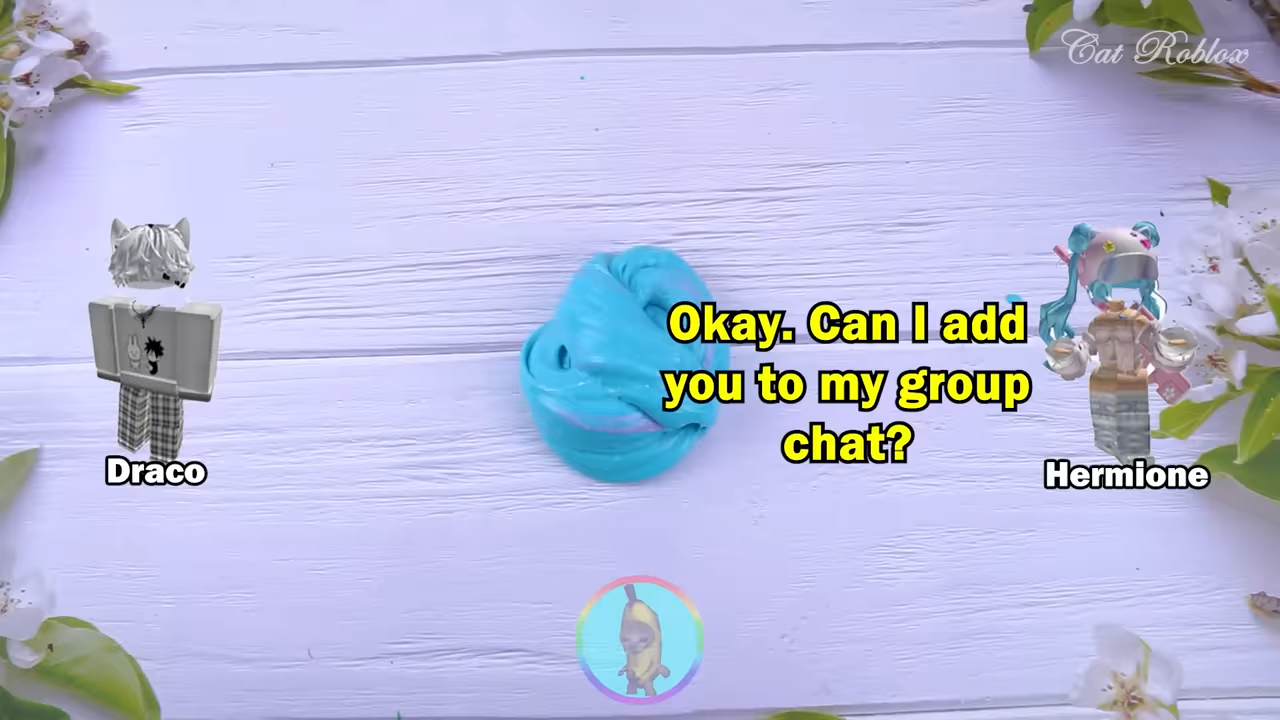 Cat Roblox
Okay. Can I add
you to my group
chat?
Draco
Hermione